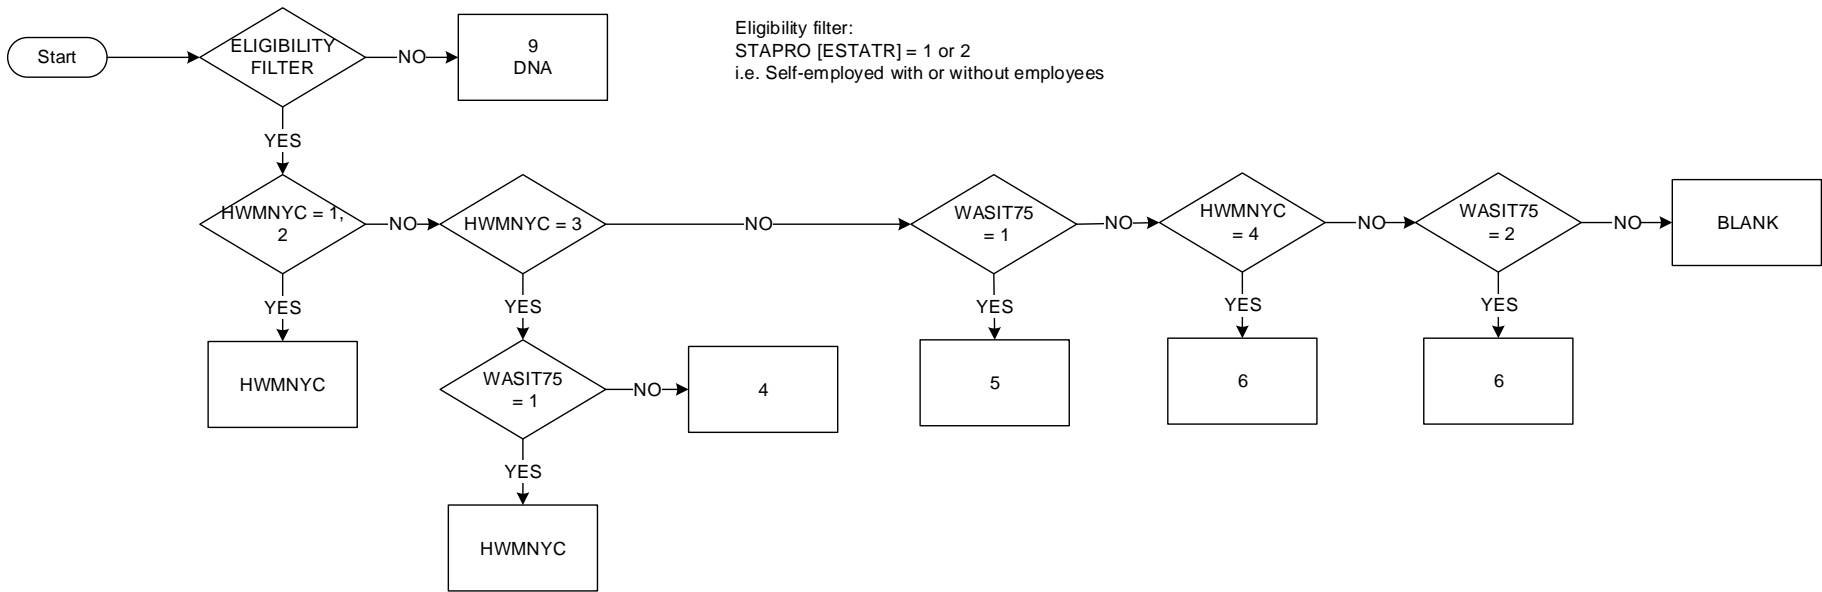 Start
ELIGIBILITY
FILTER
NO
9
DNA
Eligibility filter:
STAPRO [ESTATR] = 1 or 2
i.e. Self-employed with or without employees
YES
HWMNYC = 1,
2
NO
HWMNYC = 3
NO
WASIT75
= 1
NO
HWMNYC
= 4
NO
WASIT75
= 2
NO
BLANK
YES
YES
YES
YES
YES
HWMNYC
WASIT75
= 1
NO
4
5
6
6
YES
HWMNYC